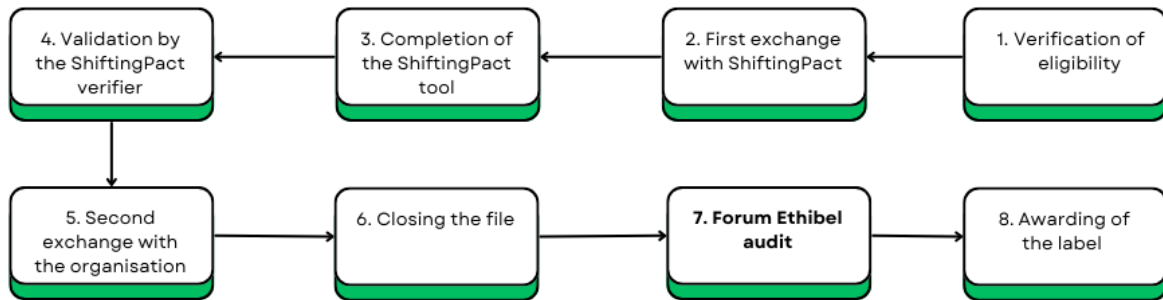 1. Verification of
eligibility
2. First exchange
with ShiftingPact
3. Completion of
the ShiftingPact
tool
4. Validation by
the ShiftingPact
verifier
5. Second
exchange with
the organisation
6. Closing the file
7. Forum Ethibel
audit
8. Awarding of
the label